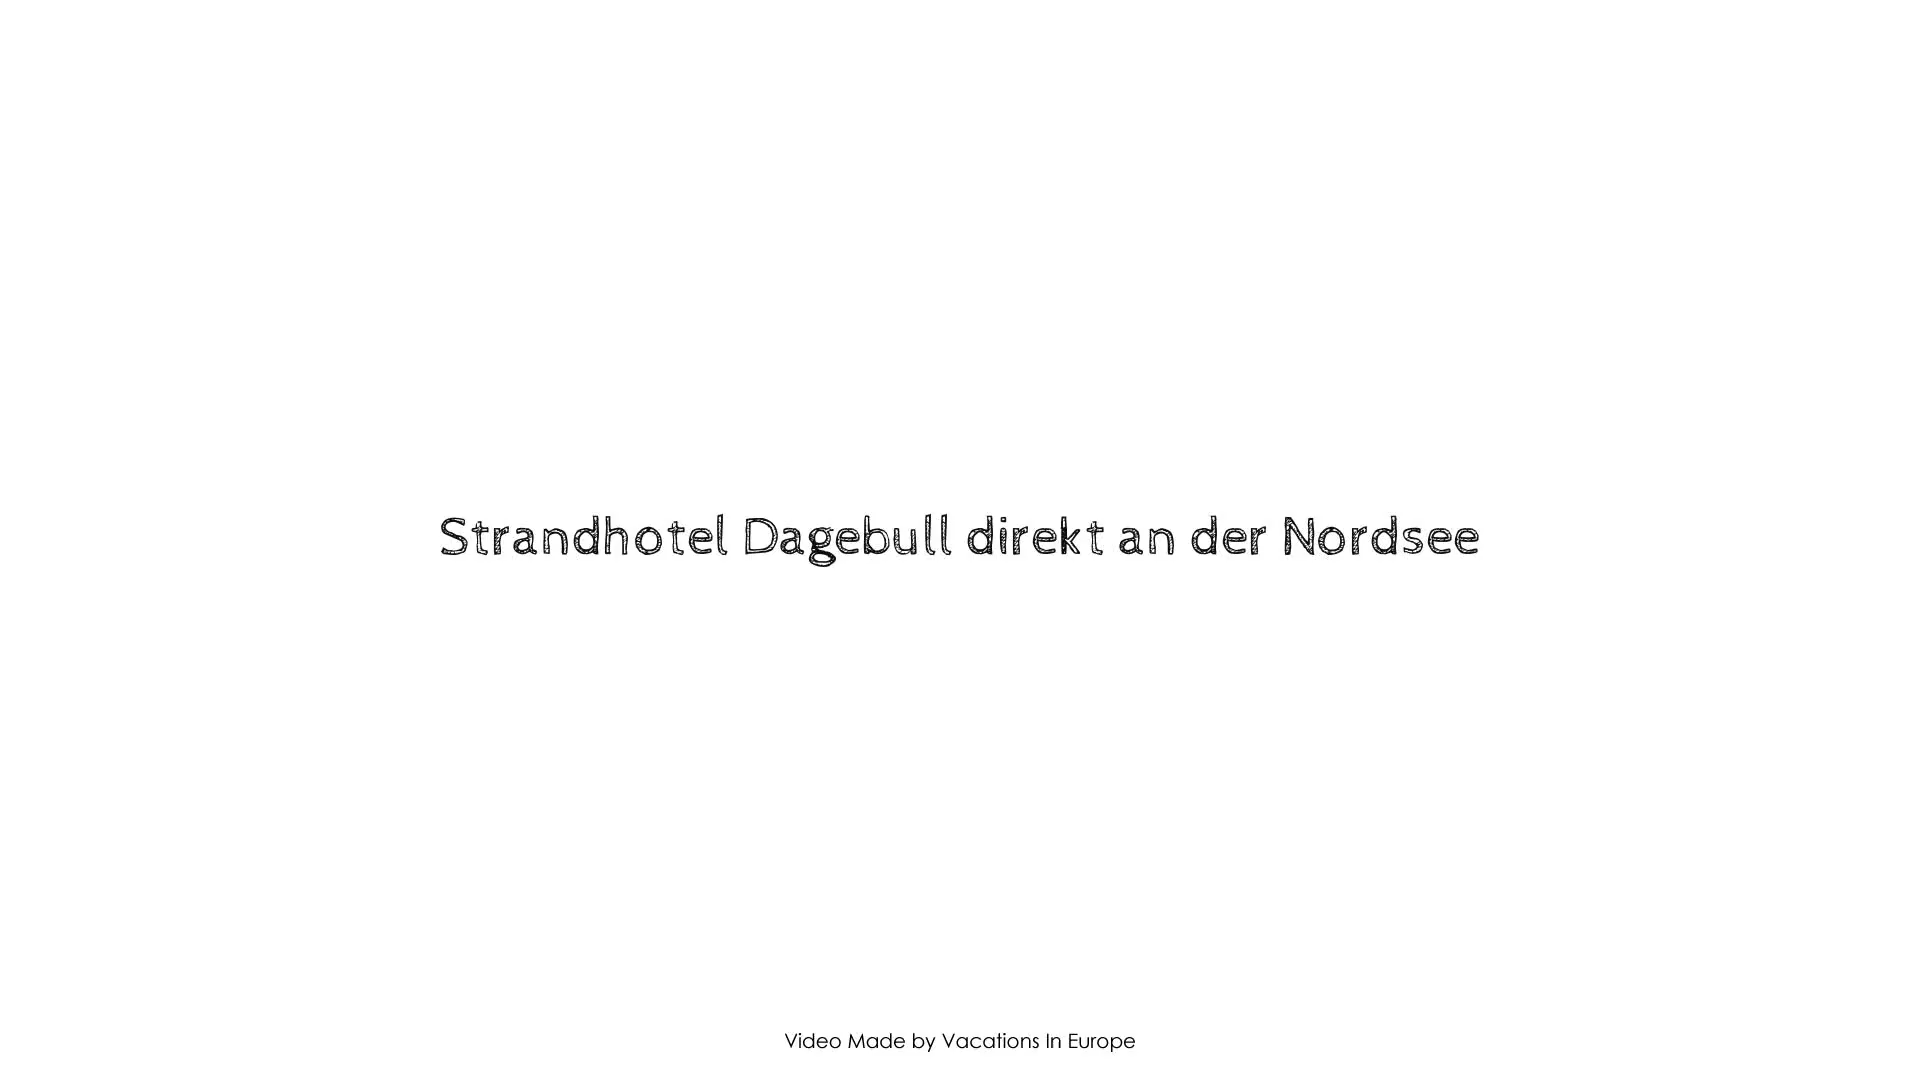 Strandhotel Dagebull direkt an der Nordsee
Video Made by Vacations In Europe